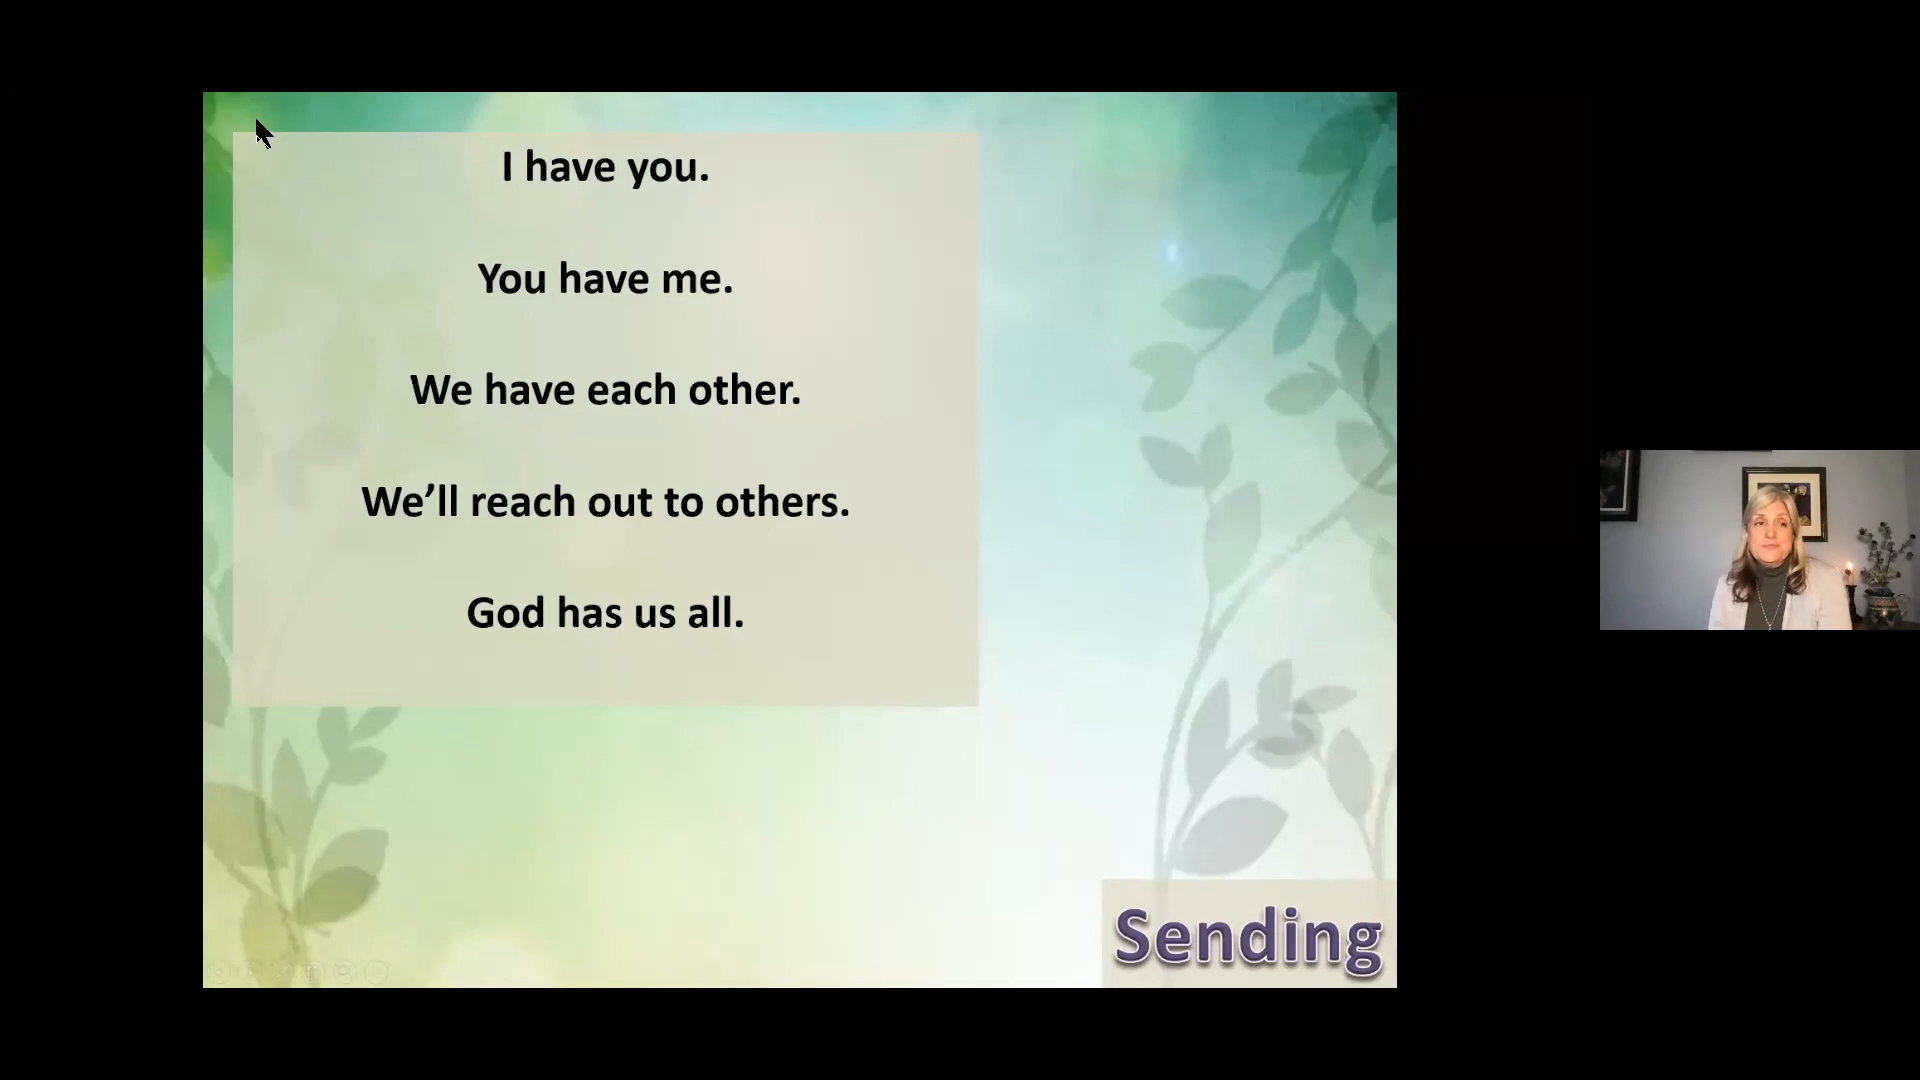 I have you.
You have me.
We have each other.
We’ll reach out to others.
God has us all.
Sending